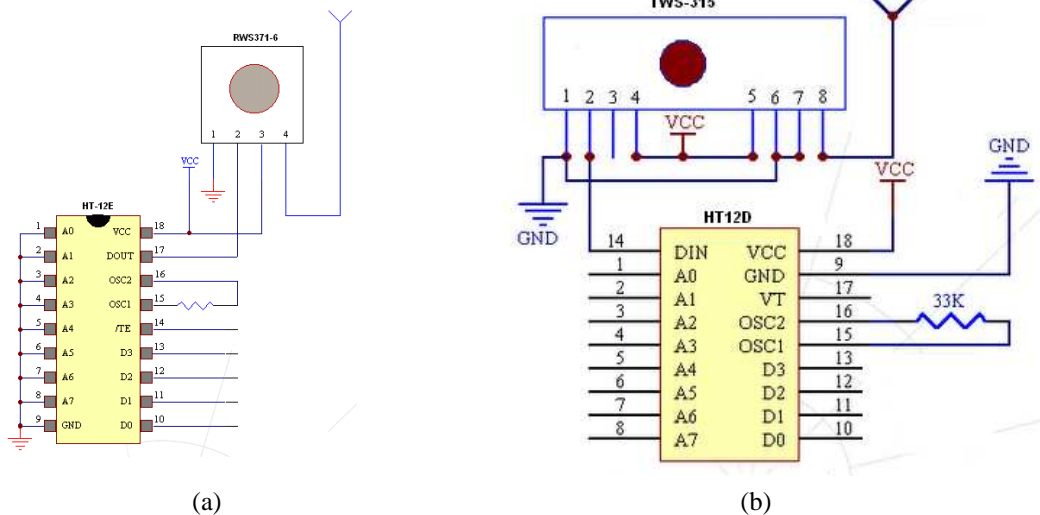 RWS371-6
1 2 3 4
VCC
HT-12E
1 A0 VCC 18
2 A1 DOUT 17
3 A2 OSC2 16
4 A3 OSC1 15
5 A4 /TE 14
6 A5 D3 13
7 A6 D2 12
8 A7 D1 11
9 GND D0 10
(a)
TWS-315
1 2 3 4 5 6 7 8
VCC
GND
VCC
GND
HT12D
14 DIN VCC 18
1 A0 GND 9
2 A1 VT 17
3 A2 OSC2 16
33K
4 A3 OSC1 15
5 A4 D3 13
6 A5 D2 12
7 A6 D1 11
8 A7 D0 10
(b)